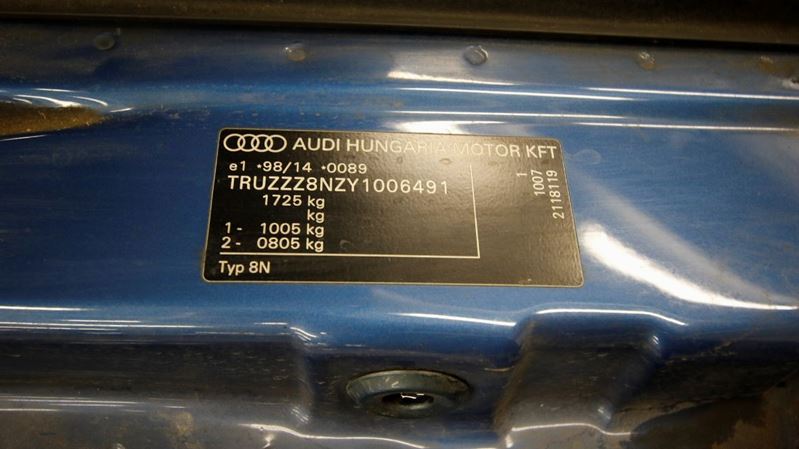 AUDI HUNGARIA MOTOR KFT
e1 *98/14 *0089
TRUZZZ8NZY1006491
1725 kg
kg
1- 1005 kg
2- 0805 kg
Typ 8N
1
1007
2118119